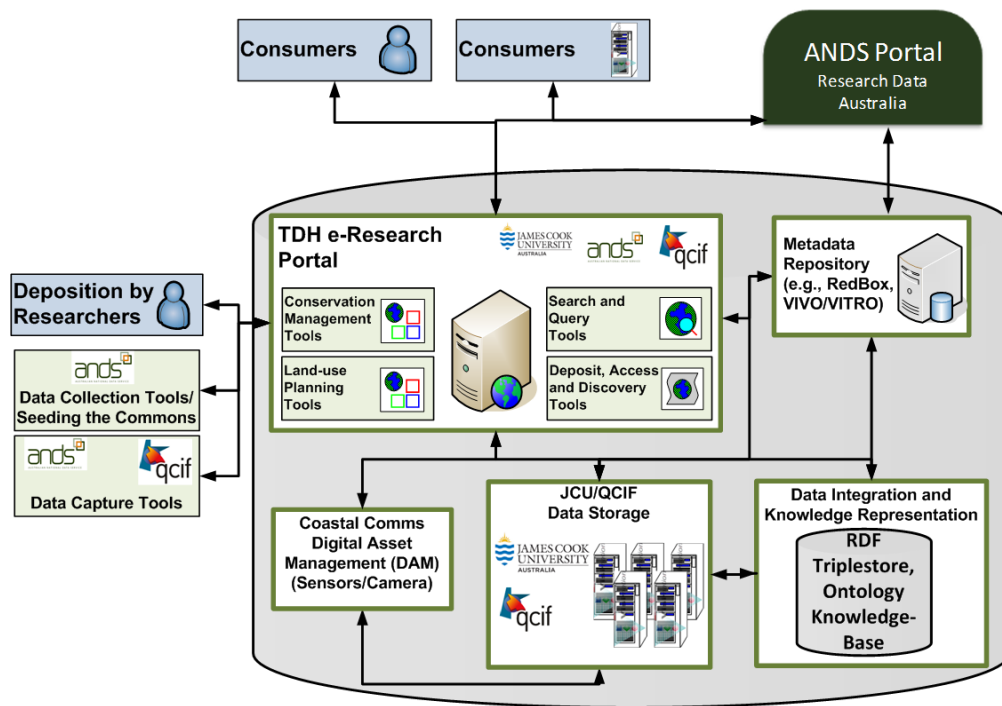 Consumers
Consumers
ANDS Portal
Research Data
Australia
TDH e-Research
Portal
JAMES COOK
UNIVERSITY
AUSTRALIA
ands
qcif
Metadata
Repository
(e.g., RedBox,
VIVO/VITRO)
Deposition by
Researchers
Conservation
Management
Tools
Search and
Query
Tools
Land-use
Planning
Tools
Deposit, Access
and Discovery
Tools
ands
Data Collection Tools/
Seeding the Commons
ands
qcif
Data Capture Tools
Coastal Comms
Digital Asset
Management (DAM)
(Sensors/Camera)
JCU/QCIF
Data Storage
JAMES COOK
UNIVERSITY
AUSTRALIA
qcif
Data Integration and
Knowledge Representation
RDF
Triplestore,
Ontology
Knowledge-
Base